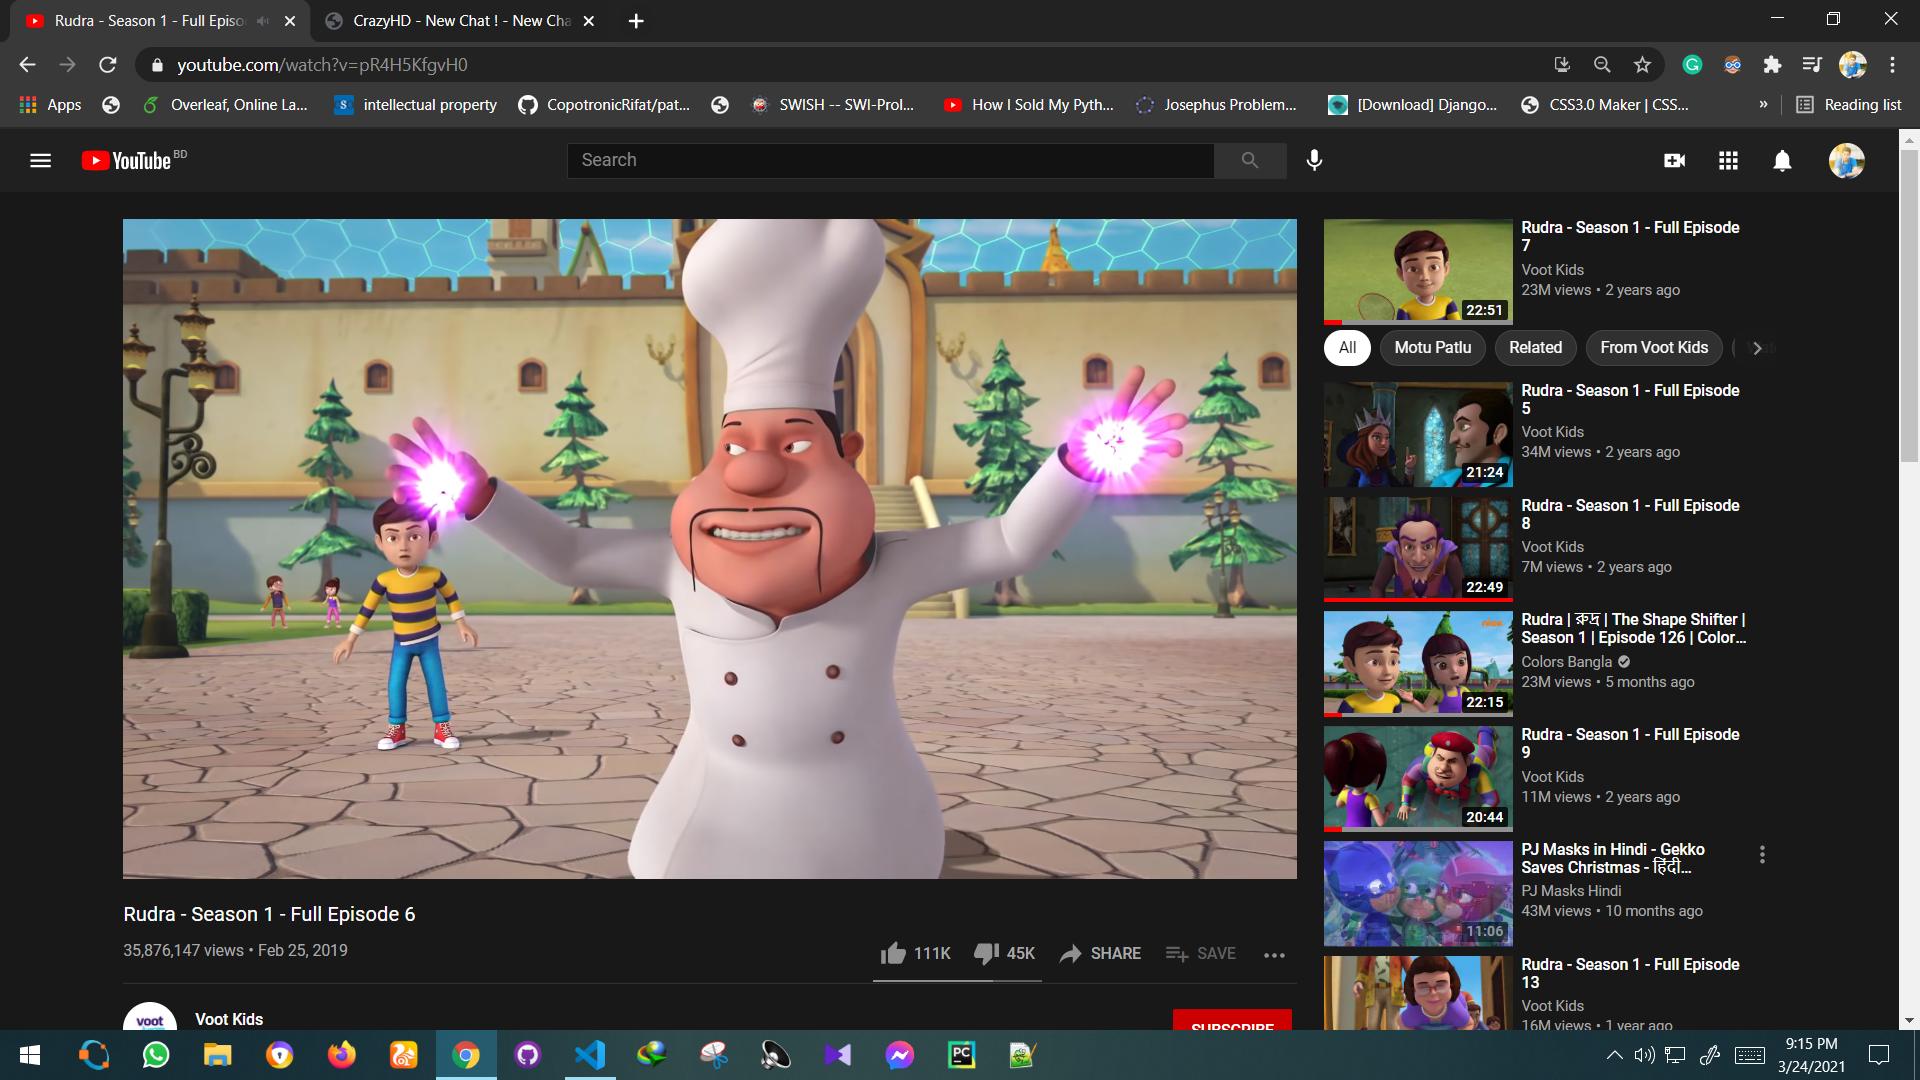 Rudra - Season 1 - Full Episo
CrazyHD - New Chat ! - New Cha
youtube.com/watch?v=pR4H5KfgvH0
Apps
Overleaf, Online La...
intellectual property
CopotronicRifat/pat...
SWISH -- SWI-Prol...
How I Sold My Pyth...
Josephus Problem...
[Download] Django...
CSS3.0 Maker | CSS...
»
Reading list
YouTube BD
Search
Rudra - Season 1 - Full Episode
7
Voot Kids
23M views • 2 years ago
22:51
All
Motu Patlu
Related
From Voot Kids
Rudra - Season 1 - Full Episode
5
Voot Kids
34M views • 2 years ago
21:24
Rudra - Season 1 - Full Episode
8
Voot Kids
7M views • 2 years ago
22:49
Rudra | রুদ্র | The Shape Shifter |
Season 1 | Episode 126 | Color...
Colors Bangla
23M views • 5 months ago
22:15
Rudra - Season 1 - Full Episode
9
Voot Kids
11M views • 2 years ago
20:44
PJ Masks in Hindi - Gekko
Saves Christmas - हिंदी...
PJ Masks Hindi
43M views • 10 months ago
11:06
Rudra - Season 1 - Full Episode
13
Voot Kids
16M views • 1 year ago
Rudra - Season 1 - Full Episode 6
35,876,147 views • Feb 25, 2019
111K
45K
SHARE
SAVE
voot
Voot Kids
SUBSCRIBE
PC
9:15 PM
3/24/2021